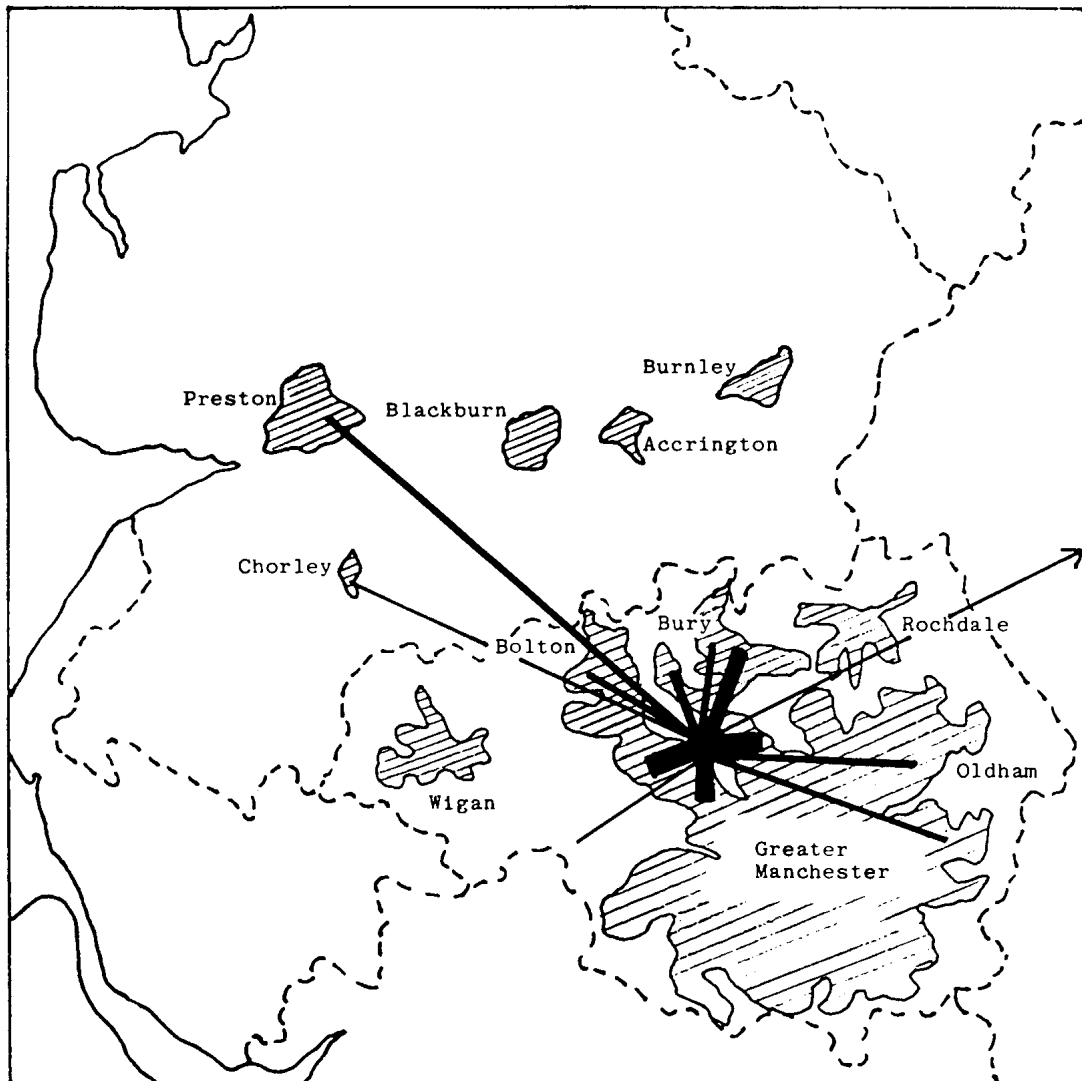 Burnley
Preston
Blackburn
Accrington
Chorley
Bury
Rochdale
Bolton
Oldham
Wigan
Greater
Manchester